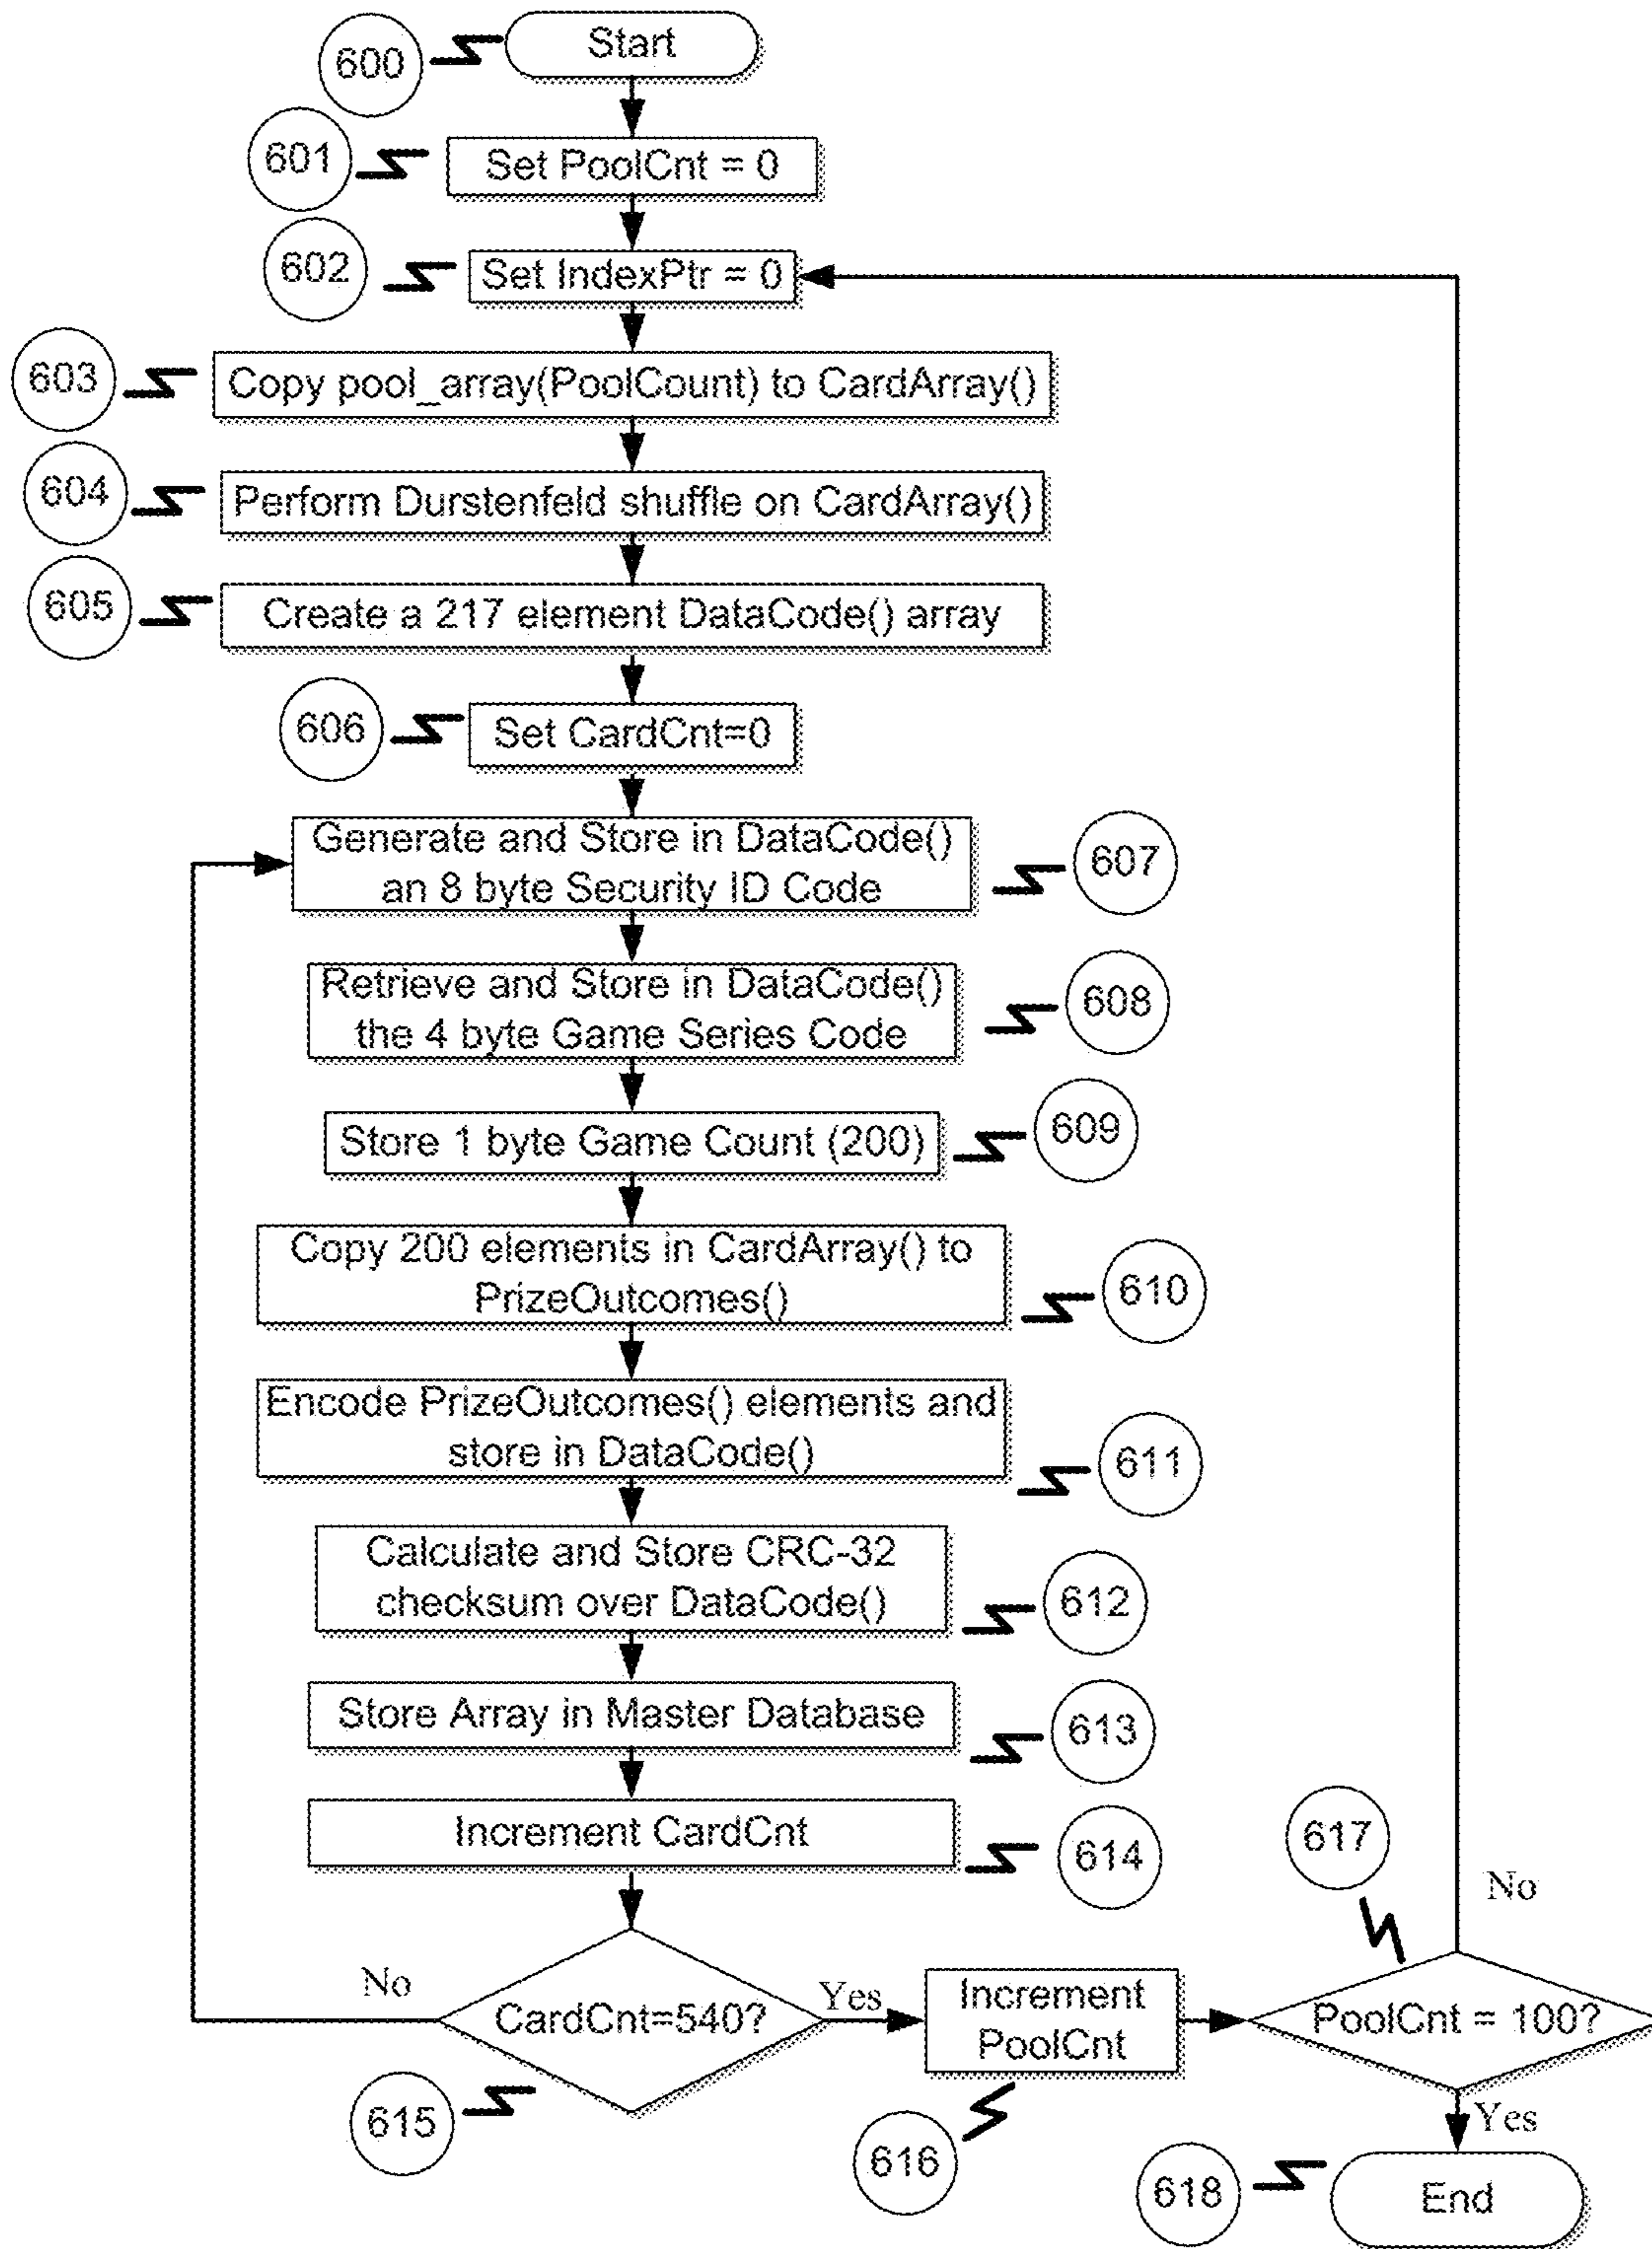 600
Start
601
Set PoolCnt = 0
602
Set IndexPtr = 0
603
Copy pool_array(PoolCount) to CardArray()
604
Perform Durstenfeld shuffle on CardArray()
605
Create a 217 element DataCode() array
606
Set CardCnt=0
Generate and Store in DataCode()
an 8 byte Security ID Code
607
Retrieve and Store in DataCode()
the 4 byte Game Series Code
608
Store 1 byte Game Count (200)
609
Copy 200 elements in CardArray() to
PrizeOutcomes()
610
Encode PrizeOutcomes() elements and
store in DataCode()
611
Calculate and Store CRC-32
checksum over DataCode()
612
Store Array in Master Database
613
Increment CardCnt
614
617
No
No
CardCnt=540?
Yes
Increment
PoolCnt
PoolCnt = 100?
615
616
Yes
618
End